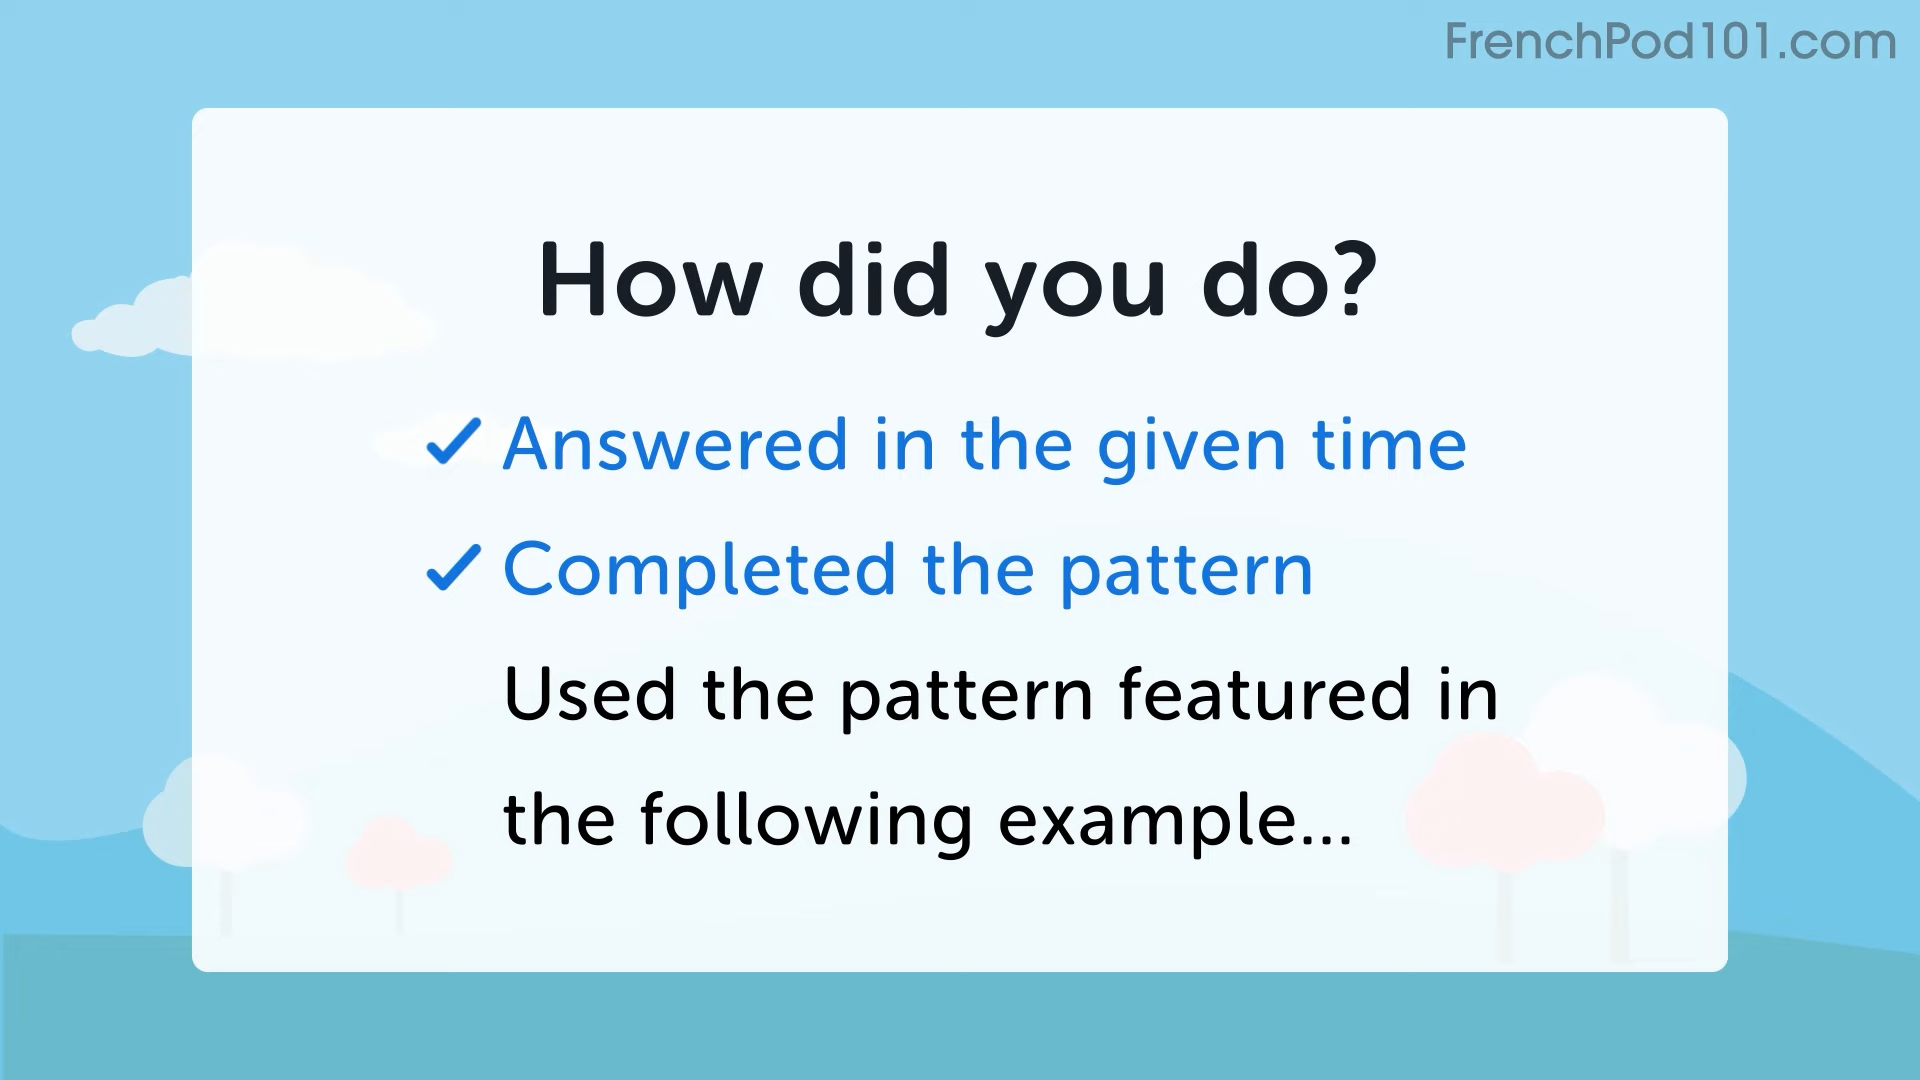 FrenchPod101.com
How did you do?
Answered in the given time
Completed the pattern
Used the pattern featured in
the following example...